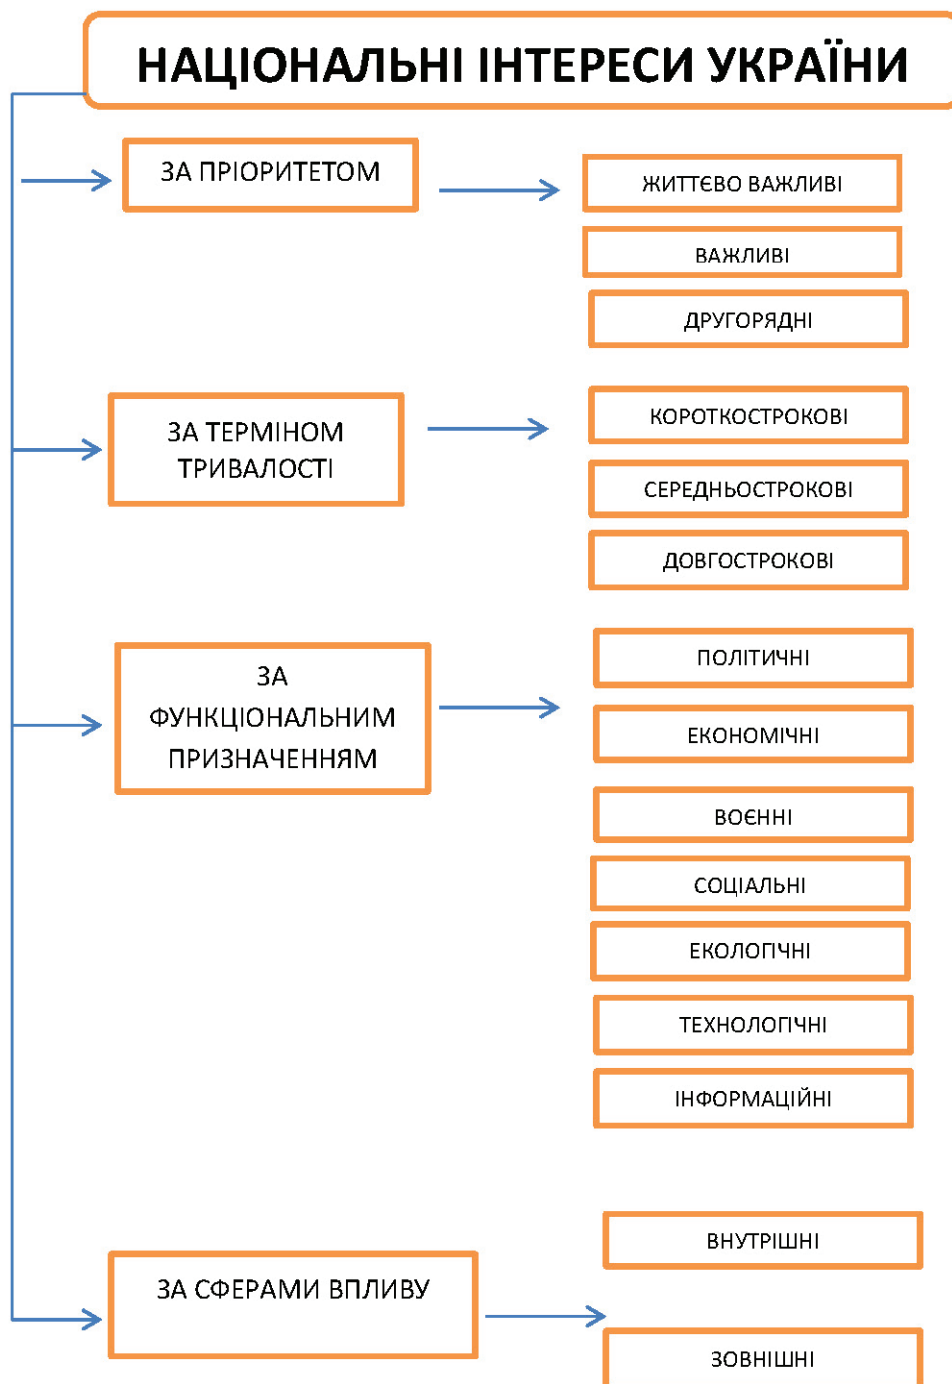 НАЦІОНАЛЬНІ ІНТЕРЕСИ УКРАЇНИ
ЗА ПРІОРИТЕТОМ
ЖИТТЄВО ВАЖЛИВІ
ВАЖЛИВІ
ДРУГОРЯДНІ
ЗА ТЕРМІНОМ
ТРИВАЛОСТІ
КОРОТКОСТРОКОВІ
СЕРЕДНЬОСТРОКОВІ
ДОВГОСТРОКОВІ
ЗА
ФУНКЦІОНАЛЬНИМ
ПРИЗНАЧЕННЯМ
ПОЛІТИЧНІ
ЕКОНОМІЧНІ
ВОЄННІ
СОЦІАЛЬНІ
ЕКОЛОГІЧНІ
ТЕХНОЛОГІЧНІ
ІНФОРМАЦІЙНІ
ЗА СФЕРАМИ ВПЛИВУ
ВНУТРІШНІ
ЗОВНІШНІ